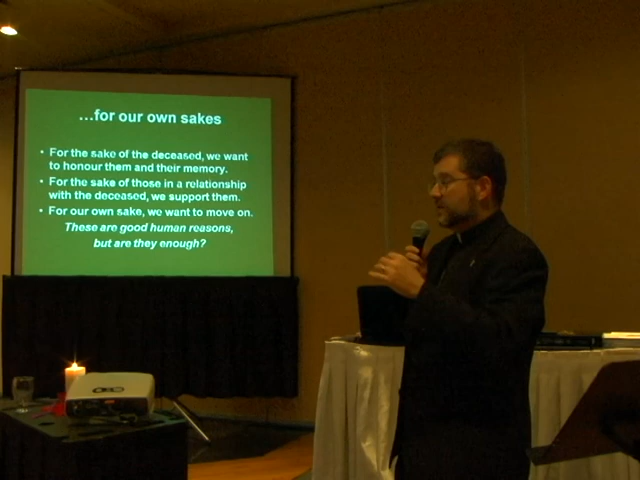 ...for our own sakes
• For the sake of the deceased, we want
to honour them and their memory.
• For the sake of those in a relationship
with the deceased, we support them.
• For our own sake, we want to move on.
These are good human reasons,
but are they enough?